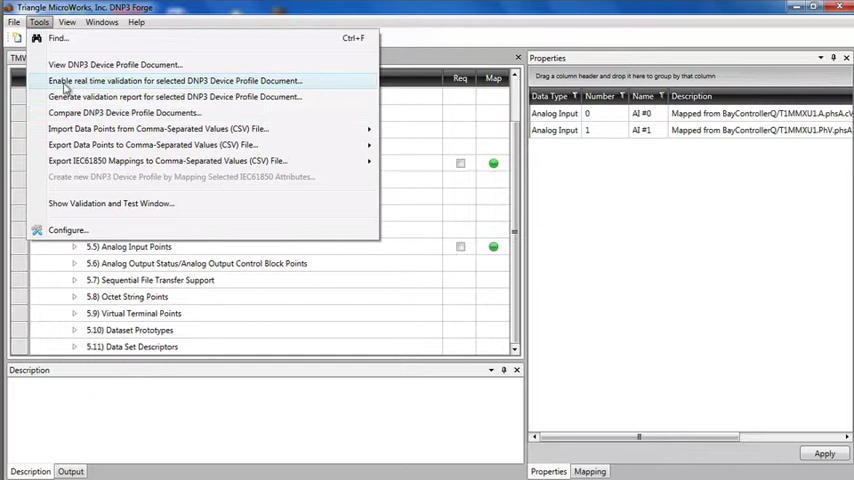 Triangle MicroWorks, Inc. DNP3 Forge
File Tools View Windows Help
Find... Ctrl+F
View DNP3 Device Profile Document...
Enable real time validation for selected DNP3 Device Profile Document...
Generate validation report for selected DNP3 Device Profile Document...
Compare DNP3 Device Profile Documents...
Import Data Points from Comma-Separated Values (CSV) File...
Export Data Points to Comma-Separated Values (CSV) File...
Export IEC61850 Mappings to Comma-Separated Values (CSV) File...
Create new DNP3 Device Profile by Mapping Selected IEC61850 Attributes...
Show Validation and Test Window...
Configure...
TMV
Req Map
5.5) Analog Input Points
5.6) Analog Output Status/Analog Output Control Block Points
5.7) Sequential File Transfer Support
5.8) Octet String Points
5.9) Virtual Terminal Points
5.10) Dataset Prototypes
5.11) Data Set Descriptors
Description
Description Output
Properties
Drag a column header and drop it here to group by that column
Data Type Number Name Description
Analog Input 0 AI #0 Mapped from BayControllerQ/T1MMXU1.A.phsA.c
Analog Input 1 AI #1 Mapped from BayControllerQ/T1MMXU1.PhV.phsA
Apply
Properties Mapping